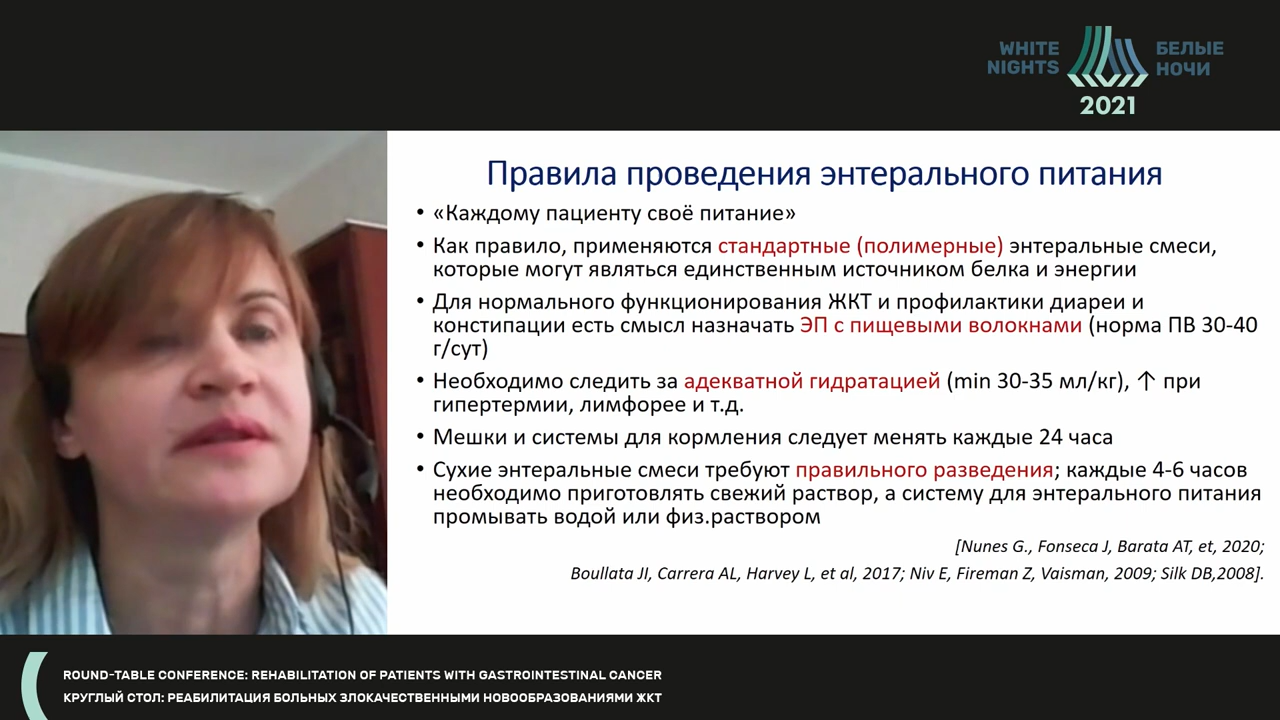 WHITE
NIGHTS
БЕЛЫЕ
НОЧИ
2021
Правила проведения энтерального питания
• «Каждому пациенту своё питание»
• Как правило, применяются стандартные (полимерные) энтеральные смеси,
которые могут являться единственным источником белка и энергии
• Для нормального функционирования ЖКТ и профилактики диареи и
констипации есть смысл назначать ЭП с пищевыми волокнами (норма ПВ 30-40
г/сут)
• Необходимо следить за адекватной гидратацией (min 30-35 мл/кг), ↑ при
гипертермии, лимфорее и т.д.
• Мешки и системы для кормления следует менять каждые 24 часа
• Сухие энтеральные смеси требуют правильного разведения; каждые 4-6 часов
необходимо приготовлять свежий раствор, а систему для энтерального питания
промывать водой или физ.раствором
[Nunes G., Fonseca J, Barata AT, et, 2020;
Boullata JI, Carrera AL, Harvey L, et al, 2017; Niv E, Fireman Z, Vaisman, 2009; Silk DB,2008].
ROUND-TABLE CONFERENCE: REHABILITATION OF PATIENTS WITH GASTROINTESTINAL CANCER
КРУГЛЫЙ СТОЛ: РЕАБИЛИТАЦИЯ БОЛЬНЫХ ЗЛОКАЧЕСТВЕННЫМИ НОВООБРАЗОВАНИЯМИ ЖКТ